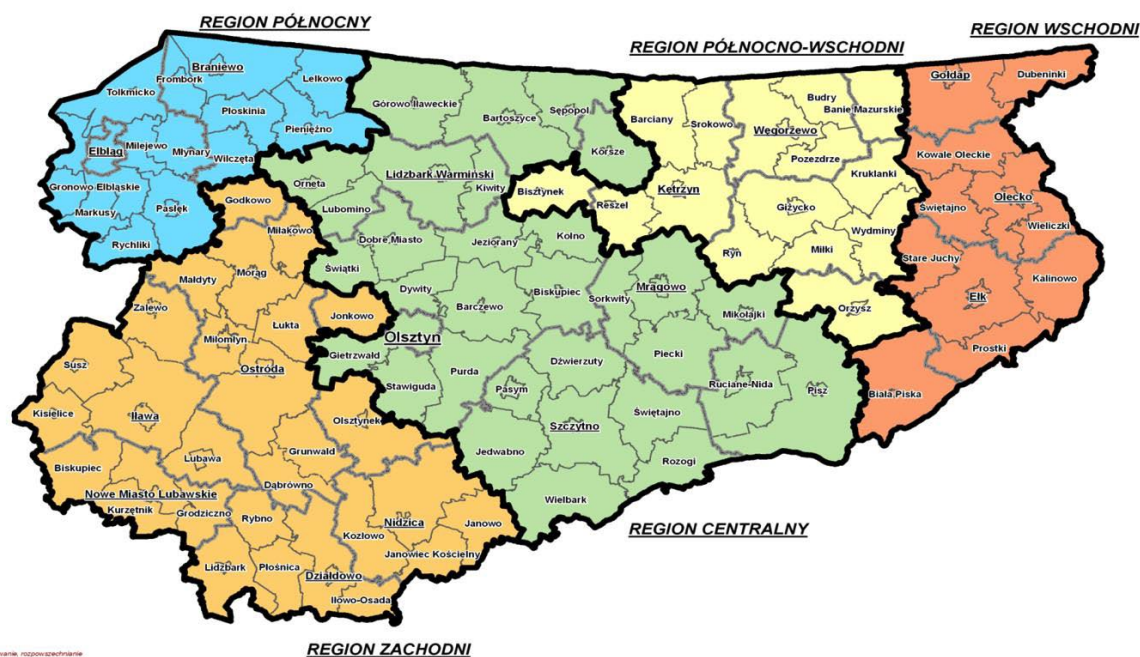 REGION PÓŁNOCNY
REGION WSCHODNI
REGION PÓŁNOCNO-WSCHODNI
Braniewo
Frombork
Lelkowo
Tolkmicko
Płoskinia
Pieniężno
Elbląg
Milejewo
Młynary
Wilczęta
Gronowo Elbląskie
Markusy
Pasłęk
Rychliki
Górowo Iławeckie
Bartoszyce
Sępopol
Korsze
Lidzbark Warmiński
Orneta
Kiwity
Lubomino
Dobre Miasto
Jeziorany
Kolno
Świątki
Dywity
Barczewo
Biskupiec
Sorkwity
Mrągowo
Mikołajki
Olsztyn
Gietrzwałd
Stawiguda
Purda
Dźwierzuty
Piecki
Pasym
Ruciane-Nida
Pisz
Szczytno
Świętajno
Jedwabno
Rozogi
Wielbark
Barciany
Srokowo
Węgorzewo
Budry
Banie Mazurskie
Pozezdrze
Kruklanki
Bisztynek
Reszel
Kętrzyn
Giżycko
Wydminy
Ryn
Miłki
Orzysz
Gołdap
Dubeninki
Kowale Oleckie
Olecko
Świętajno
Wieliczki
Stare Juchy
Kalinowo
Ełk
Prostki
Biała Piska
Godkowo
Miłakowo
Małdyty
Morąg
Zalewo
Łukta
Jonkowo
Miłomłyn
Susz
Ostróda
Kisielice
Iława
Olsztynek
Biskupiec
Lubawa
Grunwald
Dąbrówno
Nowe Miasto Lubawskie
Kurzętnik
Grodziczno
Rybno
Nidzica
Janowo
Kozłowo
Janowiec Kościelny
Lidzbark
Płośnica
Działdowo
Iłowo-Osada
REGION CENTRALNY
REGION ZACHODNI
wanie, rozpowszechnianie